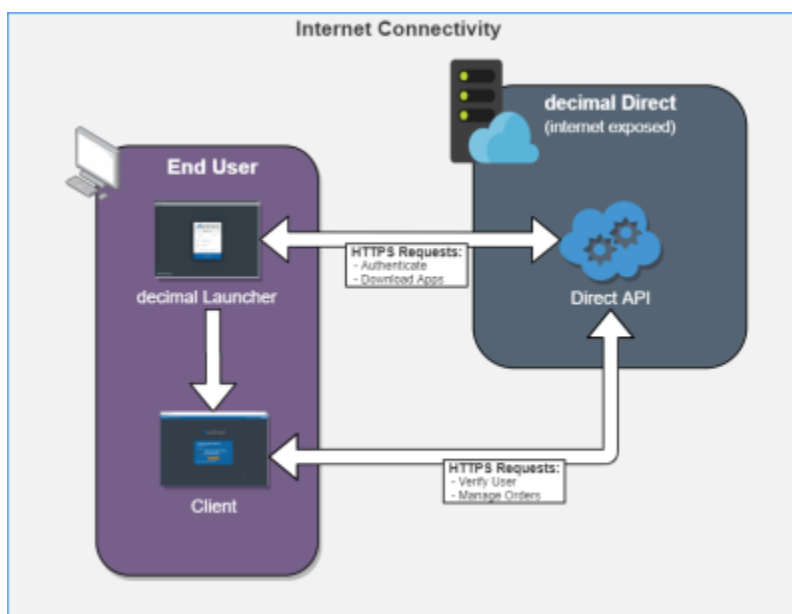 Internet Connectivity
decimal Direct
(internet exposed)
End User
HTTPS Requests:
- Authenticate
- Download Apps
decimal Launcher
Direct API
HTTPS Requests:
- Verify User
- Manage Orders
Client